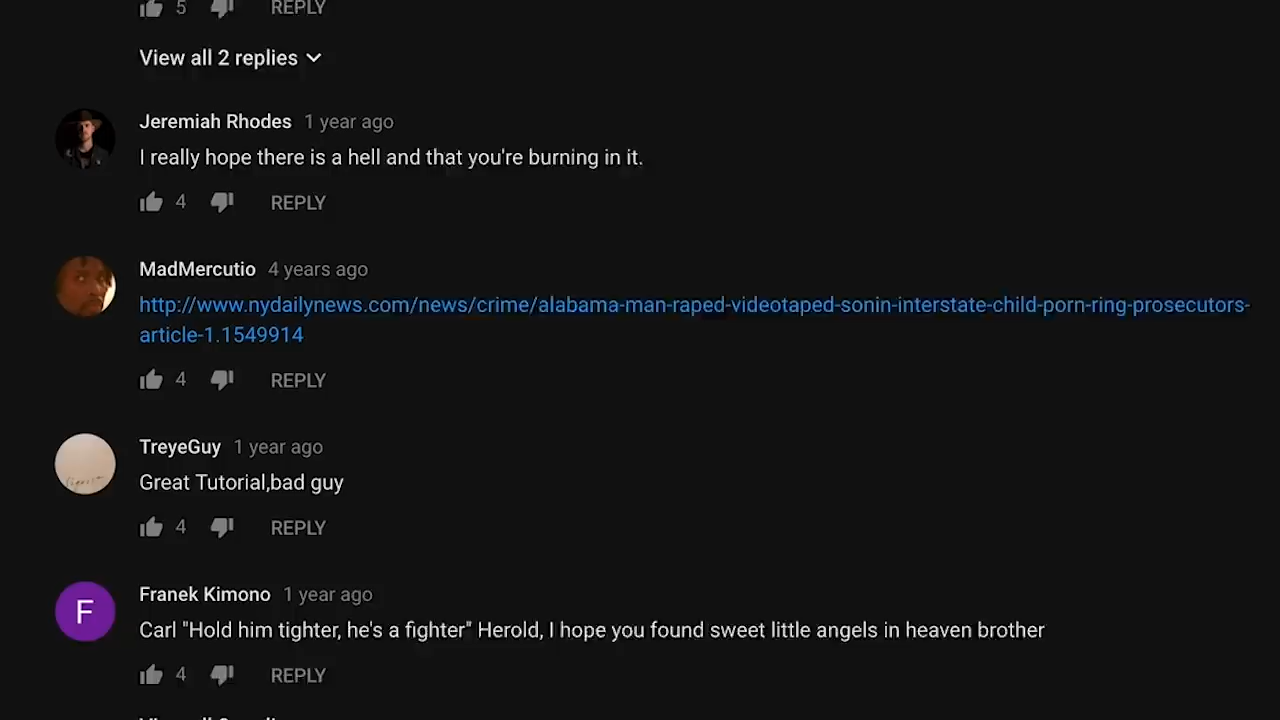 5 REPLY
View all 2 replies
Jeremiah Rhodes 1 year ago
I really hope there is a hell and that you're burning in it.
4 REPLY
MadMercutio 4 years ago
http://www.nydailynews.com/news/crime/alabama-man-raped-videotaped-sonin-interstate-child-porn-ring-prosecutors-
article-1.1549914
4 REPLY
TreyeGuy 1 year ago
Great Tutorial,bad guy
4 REPLY
F
Franek Kimono 1 year ago
Carl "Hold him tighter, he's a fighter" Herold, I hope you found sweet little angels in heaven brother
4 REPLY